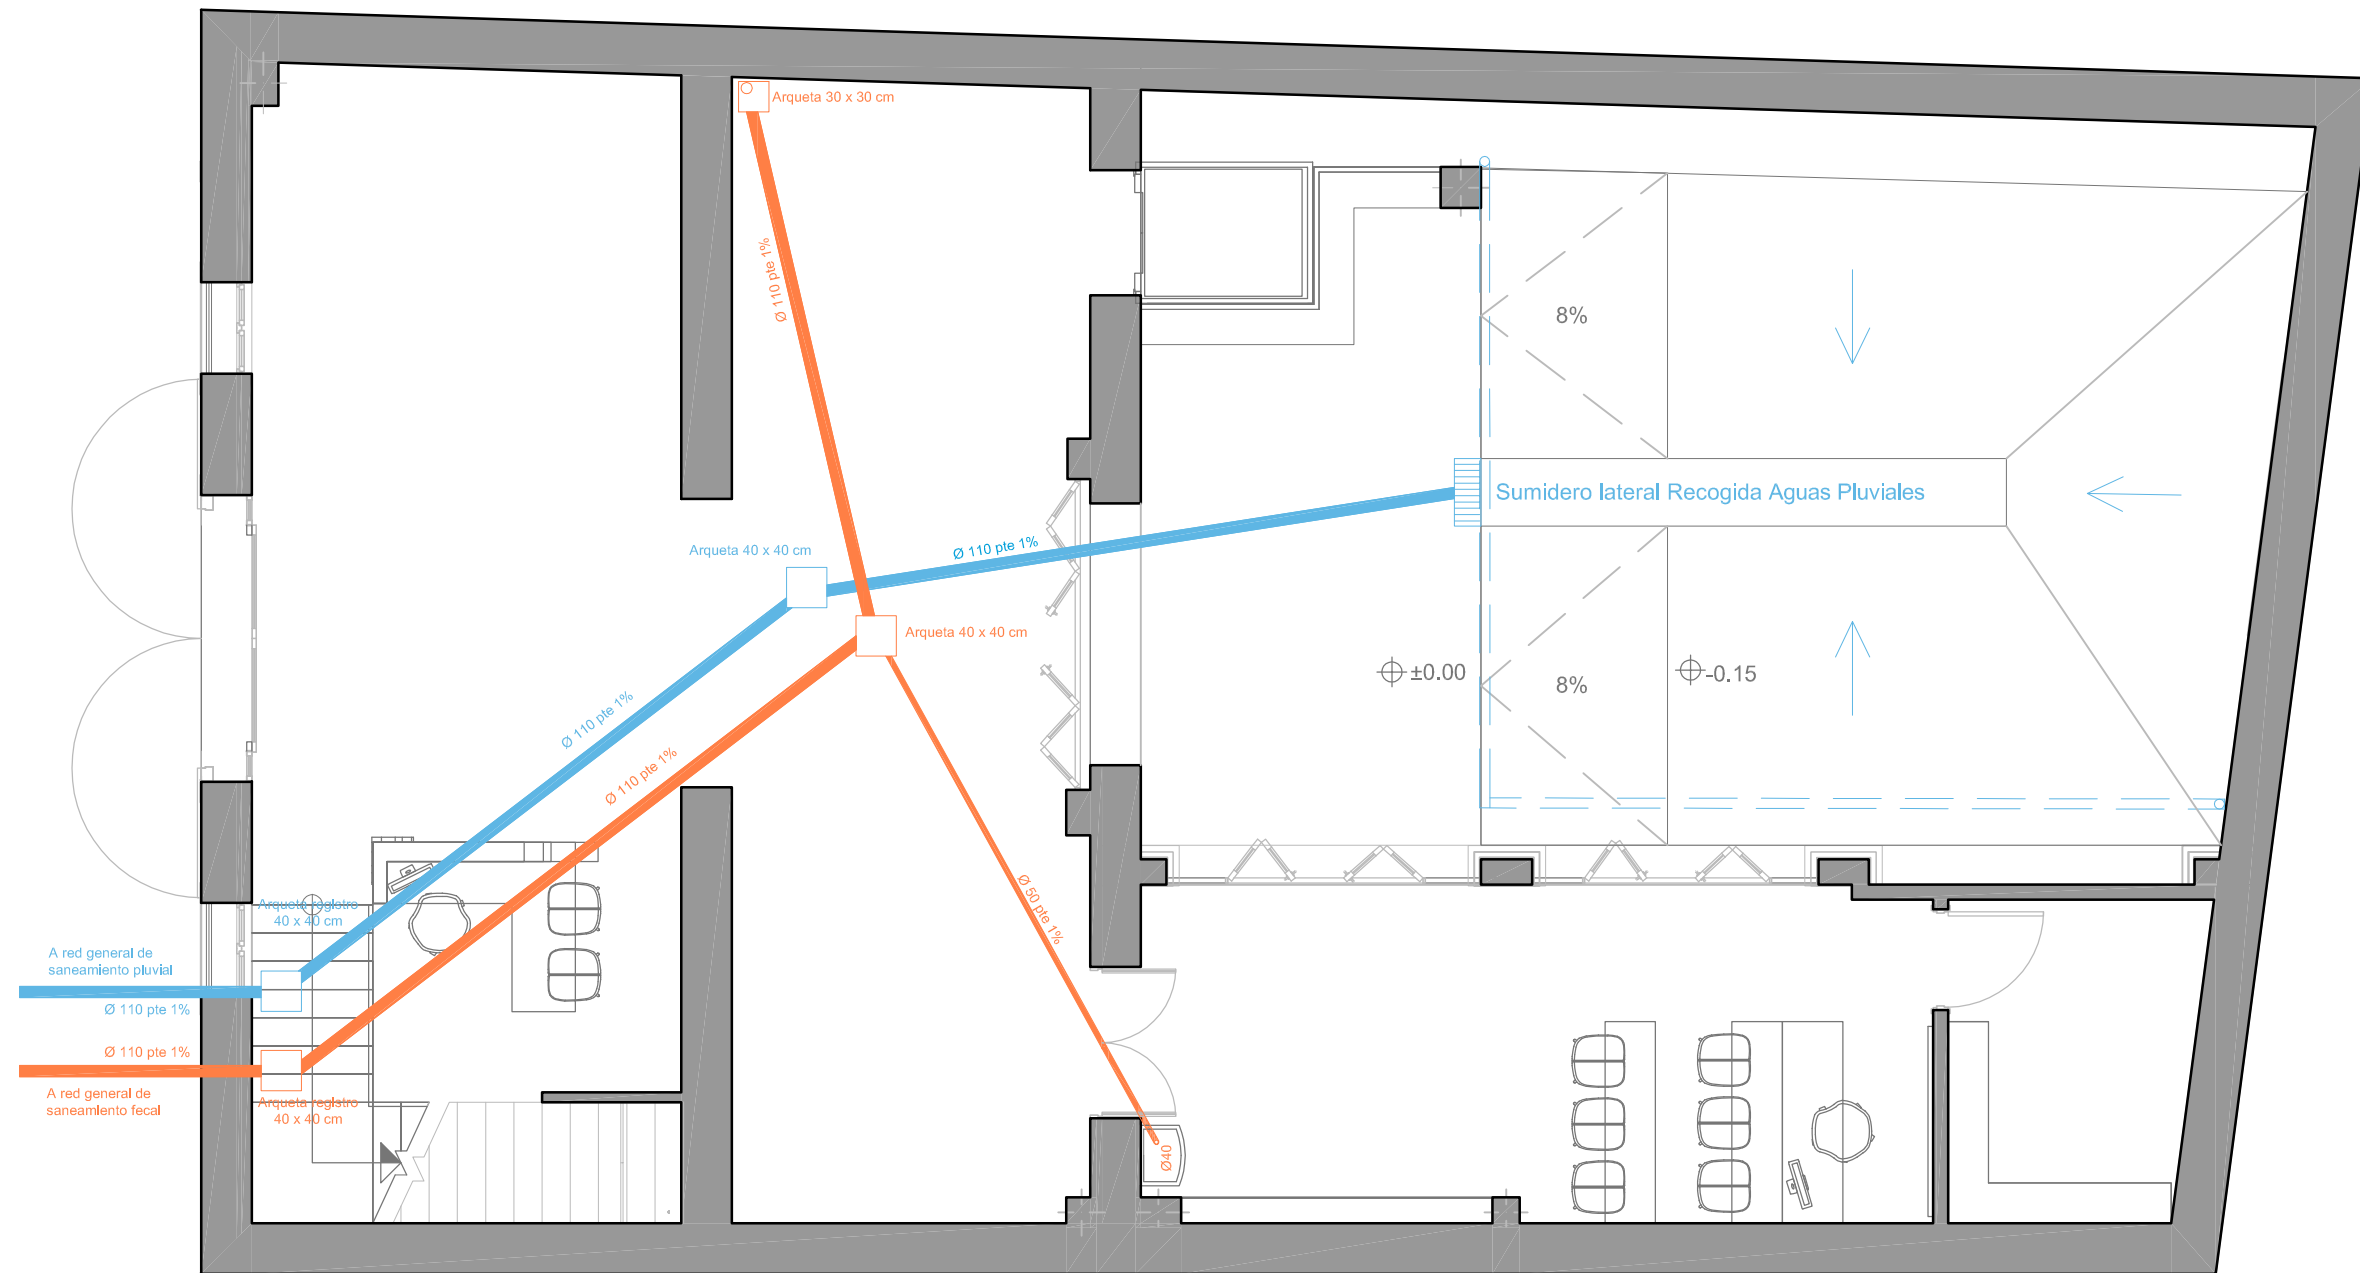 Arqueta 30 x 30 cm
Ø 110 pte 1%
8%
Sumidero lateral Recogida Aguas Pluviales
Arqueta 40 x 40 cm
Ø 110 pte 1%
Arqueta 40 x 40 cm
±0.00
-0.15
8%
Ø 110 pte 1%
Ø 110 pte 1%
Arqueta registro
40 x 40 cm
Ø 50 pte 1%
A red general de
saneamiento pluvial
Ø 110 pte 1%
Ø 110 pte 1%
A red general de
saneamiento fecal
Arqueta registro
40 x 40 cm
Ø40